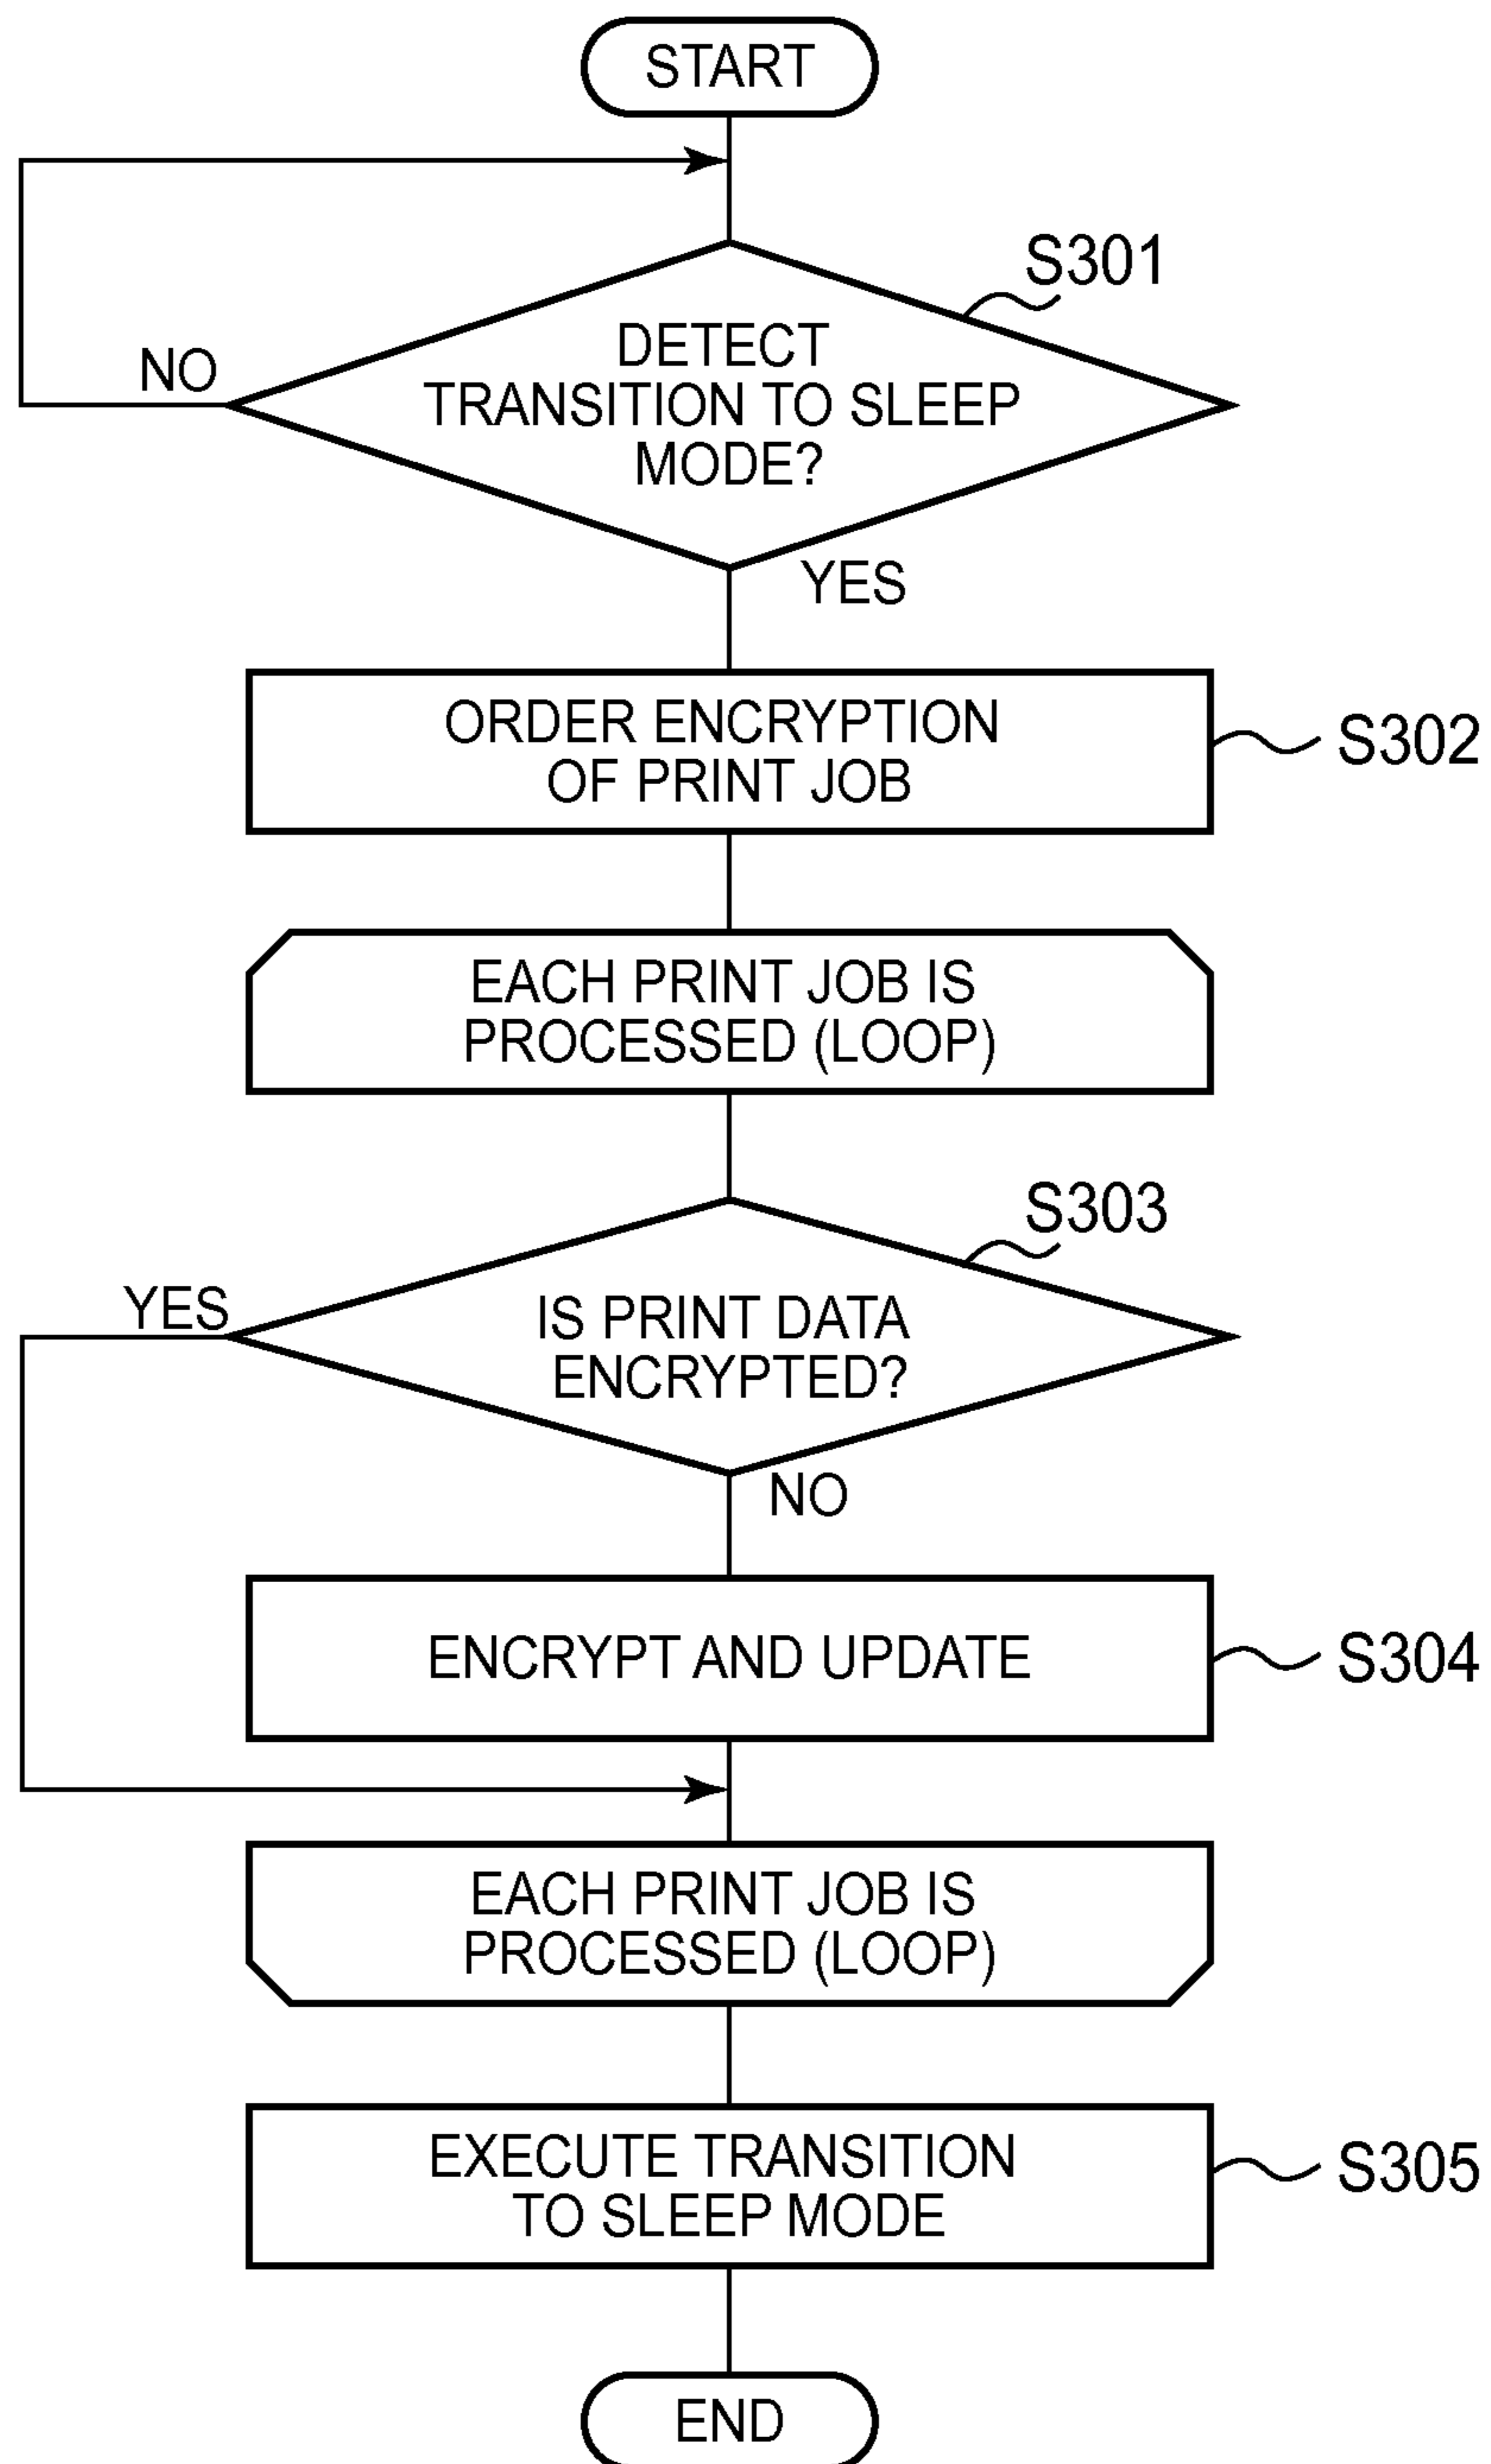 START
S301
DETECT
TRANSITION TO SLEEP
MODE?
NO
YES
ORDER ENCRYPTION
OF PRINT JOB
S302
EACH PRINT JOB IS
PROCESSED (LOOP)
S303
YES
IS PRINT DATA
ENCRYPTED?
NO
ENCRYPT AND UPDATE
S304
EACH PRINT JOB IS
PROCESSED (LOOP)
EXECUTE TRANSITION
TO SLEEP MODE
S305
END